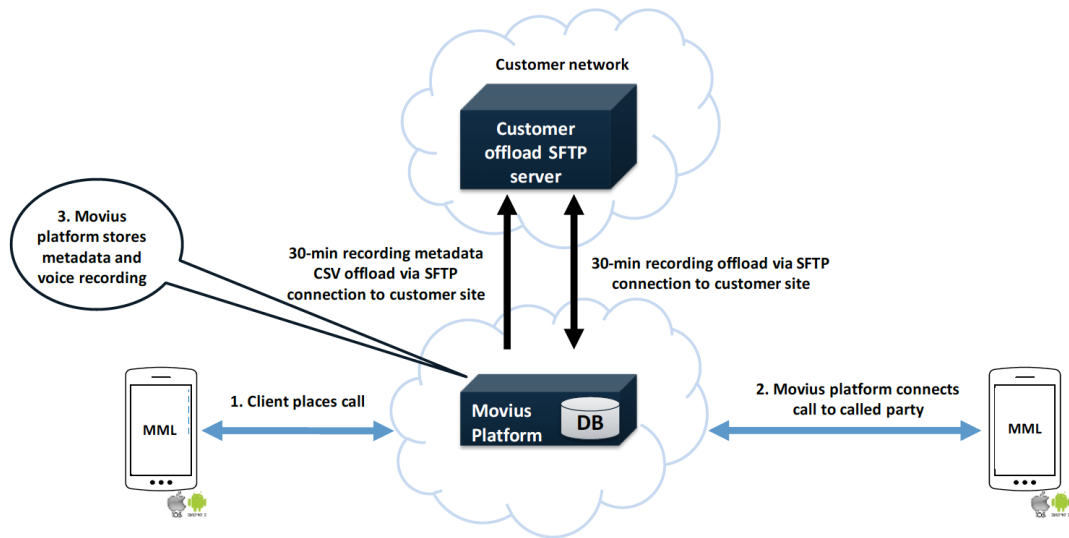 Customer network
Customer
offload SFTP
server
3. Movius
platform stores
metadata and
voice recording
30-min recording metadata
CSV offload via SFTP
connection to customer site
30-min recording offload via SFTP
connection to customer site
MML
1. Client places call
Movius
Platform
DB
2. Movius platform connects
call to called party
MML